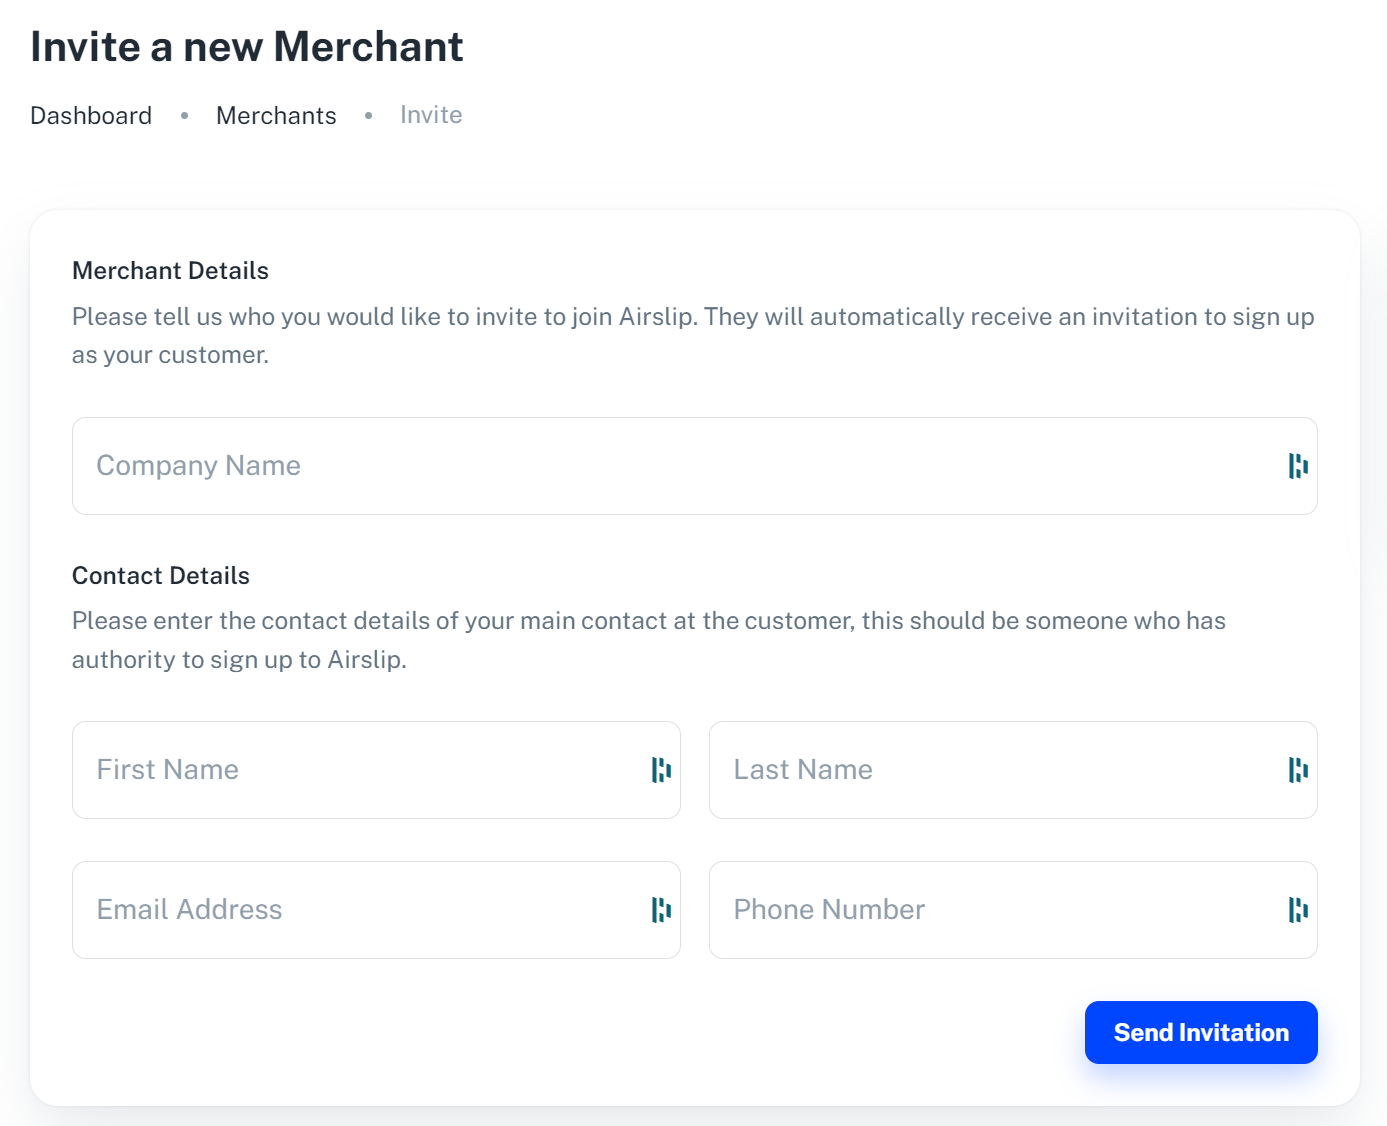 Invite a new Merchant
Dashboard • Merchants • Invite
Merchant Details
Please tell us who you would like to invite to join Airslip. They will automatically receive an invitation to sign up
as your customer.
Company Name
Contact Details
Please enter the contact details of your main contact at the customer, this should be someone who has
authority to sign up to Airslip.
First Name
Last Name
Email Address
Phone Number
Send Invitation